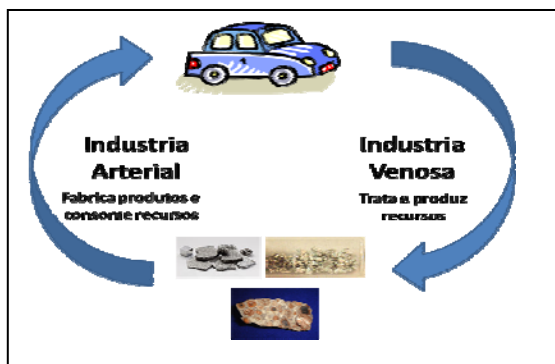 Industria
Arterial
Fabrica produtos e
consome recursos
Industria
Venosa
Trata e produz
recursos